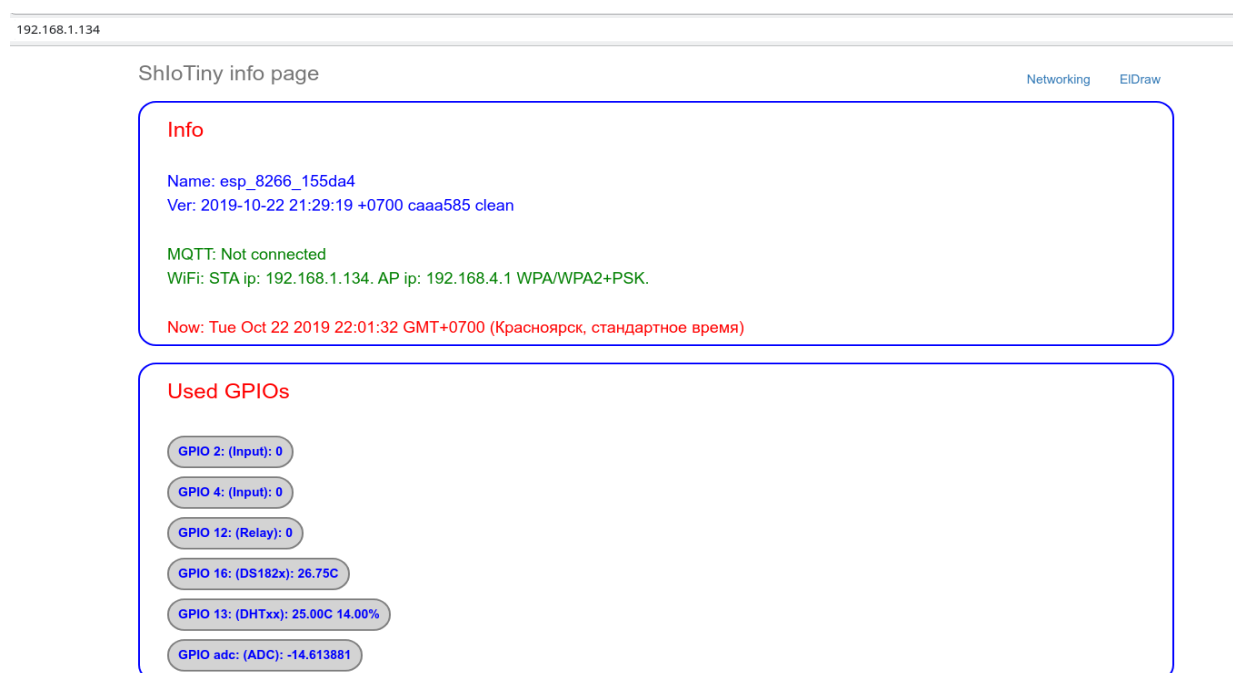 192.168.1.134
ShIoTiny info page
Networking ElDraw
Info
Name: esp_8266_155da4
Ver: 2019-10-22 21:29:19 +0700 caaa585 clean
MQTT: Not connected
WiFi: STA ip: 192.168.1.134. AP ip: 192.168.4.1 WPA/WPA2+PSK.
Now: Tue Oct 22 2019 22:01:32 GMT+0700 (Красноярск, стандартное время)
Used GPIOs
GPIO 2: (Input): 0
GPIO 4: (Input): 0
GPIO 12: (Relay): 0
GPIO 16: (DS182x): 26.75C
GPIO 13: (DHTxx): 25.00C 14.00%
GPIO adc: (ADC): -14.613881